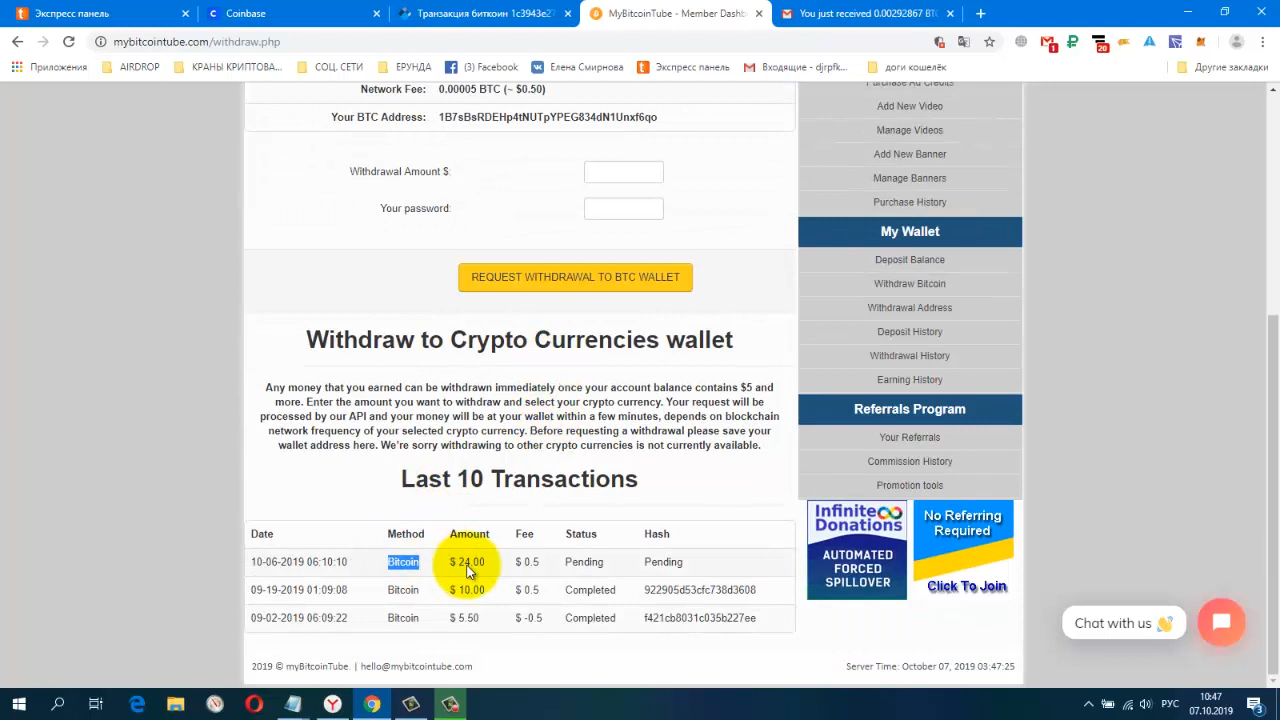 Экспресс панель
Coinbase
Транзакция биткоин 1c3943e27
MyBitcoinTube - Member Dashb
You just received 0.00292867 BTC
mybitcointube.com/withdraw.php
1
20
Приложения
AIRDROP
КРАНЫ КРИПТОВА...
СОЦ. СЕТИ
ЕРУНДА
(3) Facebook
Елена Смирнова
Экспресс панель
Входящие - djrpfk...
доги кошелёк
Другие закладки
Network Fee: 0.00005 BTC (~ $0.50)
Your BTC Address: 1B7sBsRDEHp4tNUTpYPEG834dN1Unxf6qo
Withdrawal Amount $:
Your password:
REQUEST WITHDRAWAL TO BTC WALLET
Withdraw to Crypto Currencies wallet
Any money that you earned can be withdrawn immediately once your account balance contains $5 and
more. Enter the amount you want to withdraw and select your crypto currency. Your request will be
processed by our API and your money will be at your wallet within a few minutes, depends on blockchain
network frequency of your selected crypto currency. Before requesting a withdrawal please save your
wallet address here. We're sorry withdrawing to other crypto currencies is not currently available.
Last 10 Transactions
Date Method Amount Fee Status Hash
10-06-2019 06:10:10 Bitcoin $ 24.00 $ 0.5 Pending Pending
09-19-2019 01:09:08 Bitcoin $ 10.00 $ 0.5 Completed 922905d53cfc738d3608
09-02-2019 06:09:22 Bitcoin $ 5.50 $ -0.5 Completed f421cb8031c035b227ee
2019 © myBitcoinTube. | hello@mybitcointube.com
Server Time: October 07, 2019 03:47:25
Purchase Ad Credits
Add New Video
Manage Videos
Add New Banner
Manage Banners
Purchase History
My Wallet
Deposit Balance
Withdraw Bitcoin
Withdrawal Address
Deposit History
Withdrawal History
Earning History
Referrals Program
Your Referrals
Commission History
Promotion tools
Infinite
Donations
AUTOMATED
FORCED
SPILLOVER
No Referring
Required
Click To Join
Chat with us 👋
РУС
10:47
07.10.2019
3